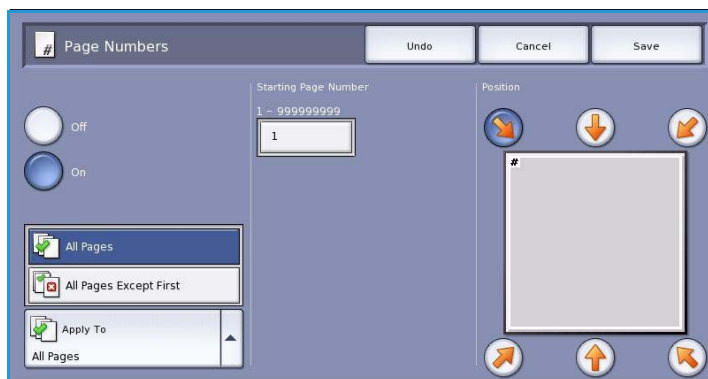 # Page Numbers
Undo
Cancel
Save
Off
On
All Pages
All Pages Except First
Apply To
All Pages
Starting Page Number
1 - 999999999
1
Position
#